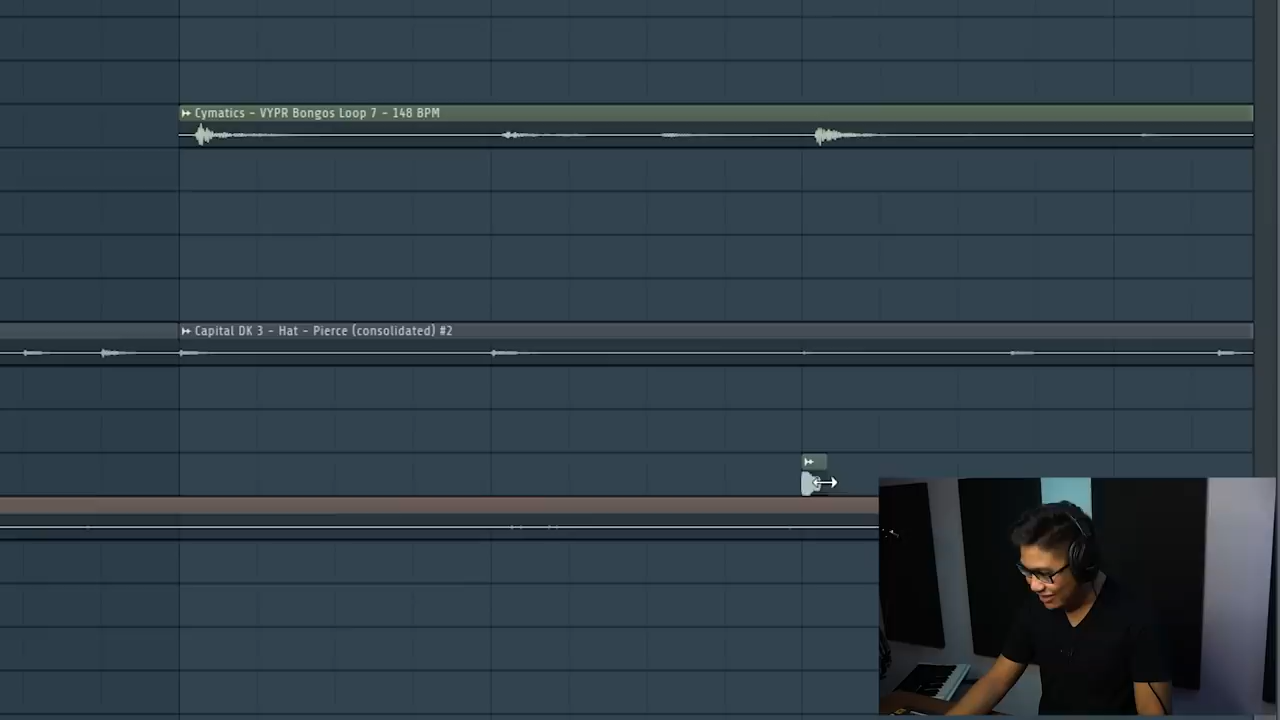 Cymatics - VYPR Bongos Loop 7 - 148 BPM
Capital DK 3 - Hat - Pierce (consolidated) #2